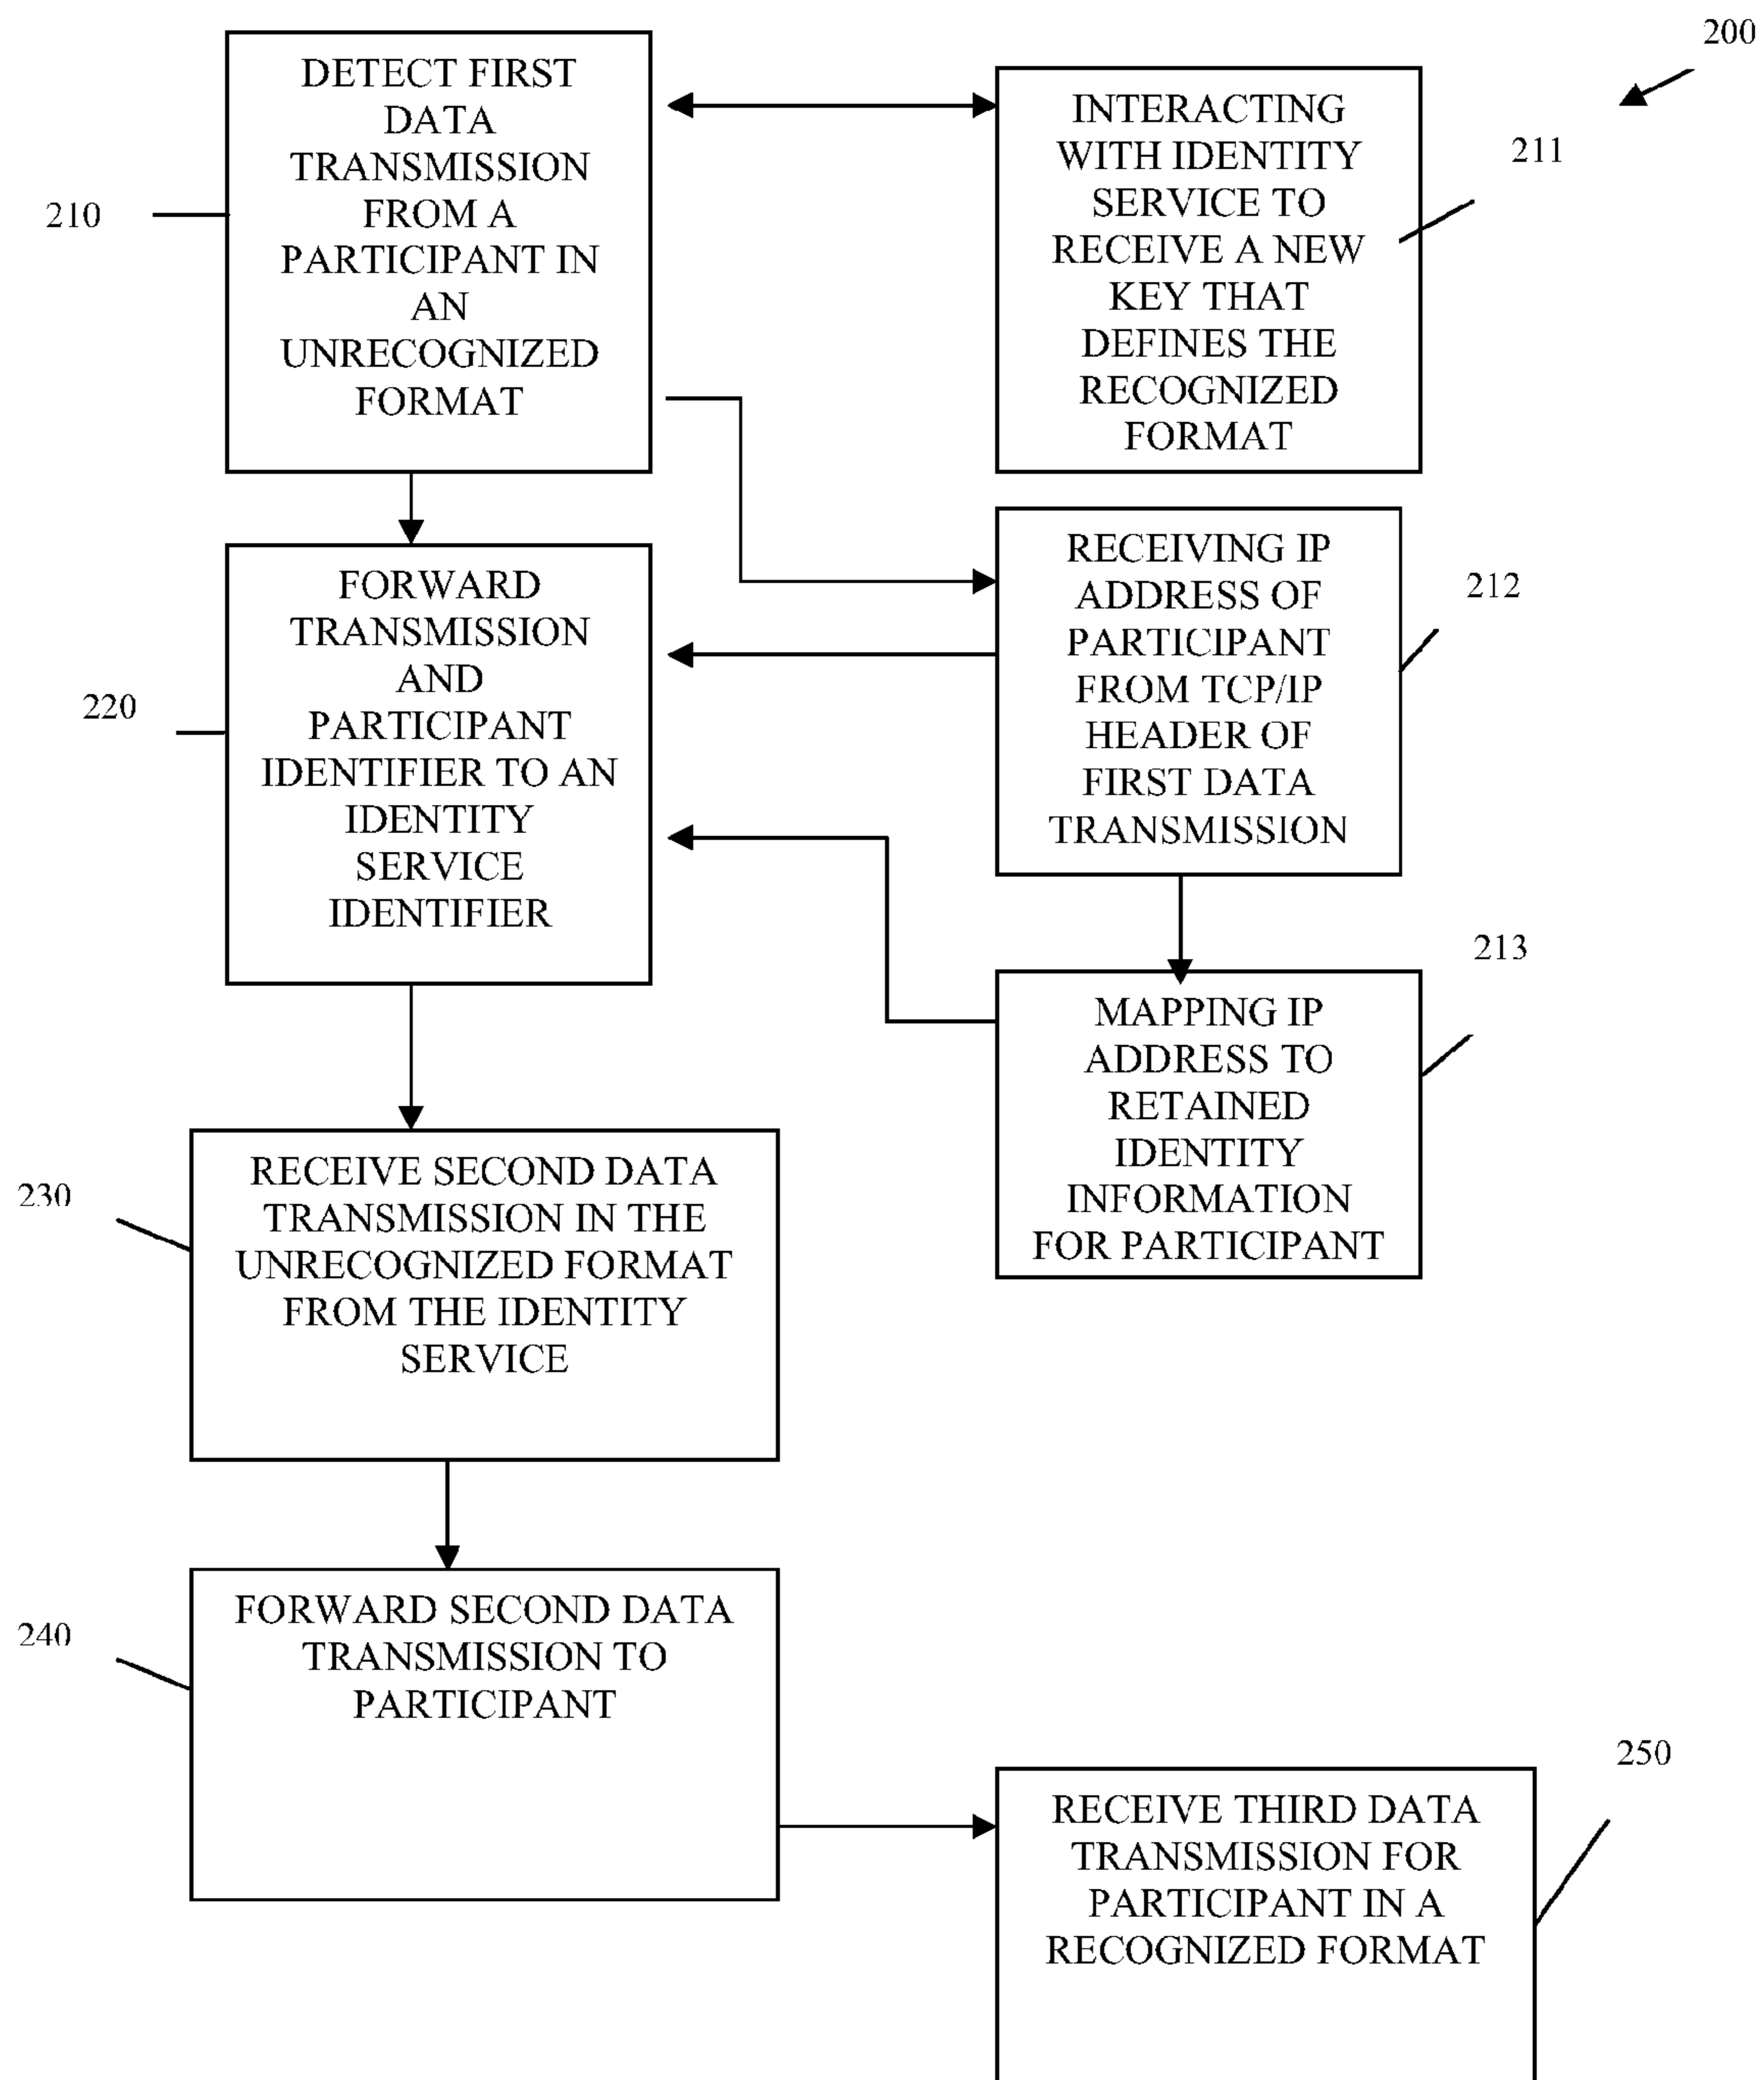 200
DETECT FIRST
DATA
TRANSMISSION
FROM A
PARTICIPANT IN
AN
UNRECOGNIZED
FORMAT
210
INTERACTING
WITH IDENTITY
SERVICE TO
RECEIVE A NEW
KEY THAT
DEFINES THE
RECOGNIZED
FORMAT
211
RECEIVING IP
ADDRESS OF
PARTICIPANT
FROM TCP/IP
HEADER OF
FIRST DATA
TRANSMISSION
212
FORWARD
TRANSMISSION
AND
PARTICIPANT
IDENTIFIER TO AN
IDENTITY
SERVICE
IDENTIFIER
220
MAPPING IP
ADDRESS TO
RETAINED
IDENTITY
INFORMATION
FOR PARTICIPANT
213
RECEIVE SECOND DATA
TRANSMISSION IN THE
UNRECOGNIZED FORMAT
FROM THE IDENTITY
SERVICE
230
FORWARD SECOND DATA
TRANSMISSION TO
PARTICIPANT
240
RECEIVE THIRD DATA
TRANSMISSION FOR
PARTICIPANT IN A
RECOGNIZED FORMAT
250